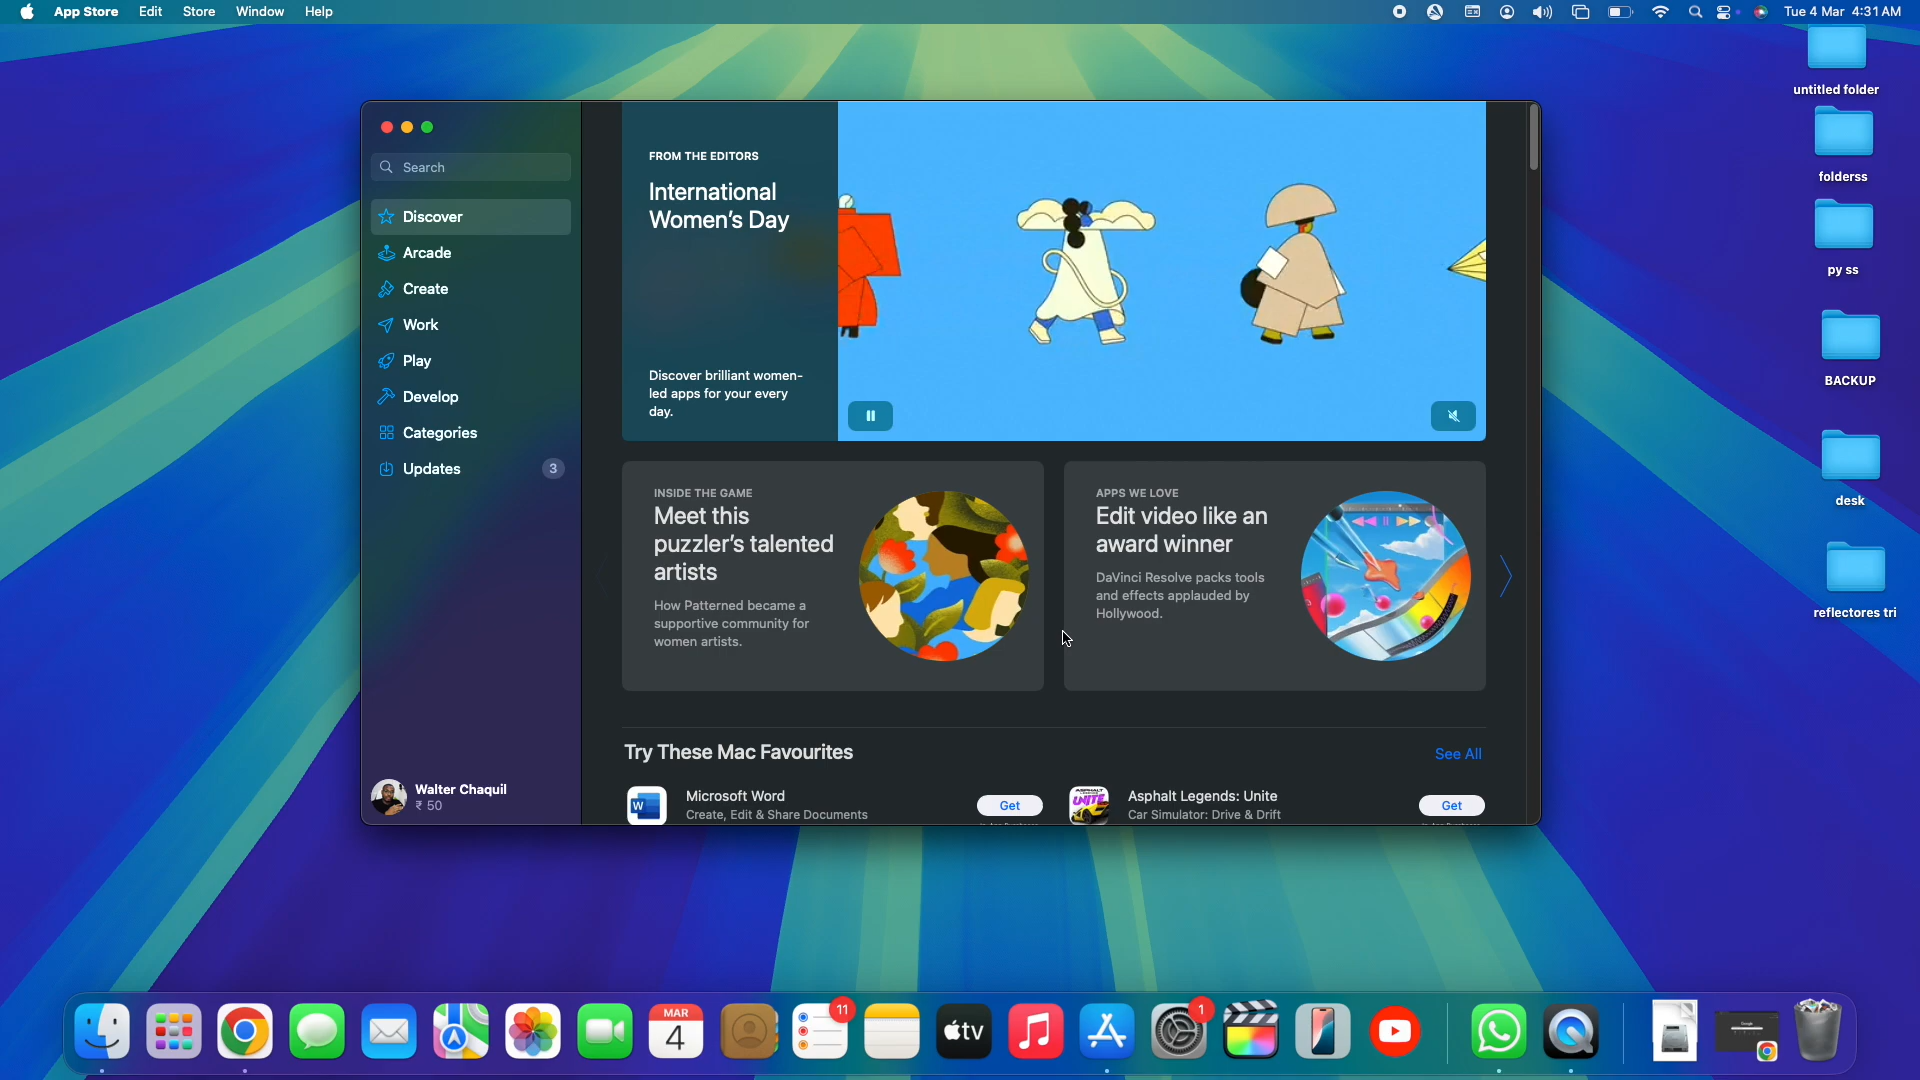 App Store Edit Store Window Help
Tue 4 Mar 4:31 AM
untitled folder
folderss
py ss
BACKUP
desk
reflectores tri
Search
Discover
Arcade
Create
Work
Play
Develop
Categories
Updates 3
Walter Chaquil
₹ 50
FROM THE EDITORS
International
Women's Day
Discover brilliant women-
led apps for your every
day.
INSIDE THE GAME
Meet this
puzzler's talented
artists
How Patterned became a
supportive community for
women artists.
APPS WE LOVE
Edit video like an
award winner
DaVinci Resolve packs tools
and effects applauded by
Hollywood.
Try These Mac Favourites
See All
Microsoft Word
Create, Edit & Share Documents
Get
W
Asphalt Legends: Unite
Car Simulator: Drive & Drift
Get
UNITE
MAR
4
11
tv
1